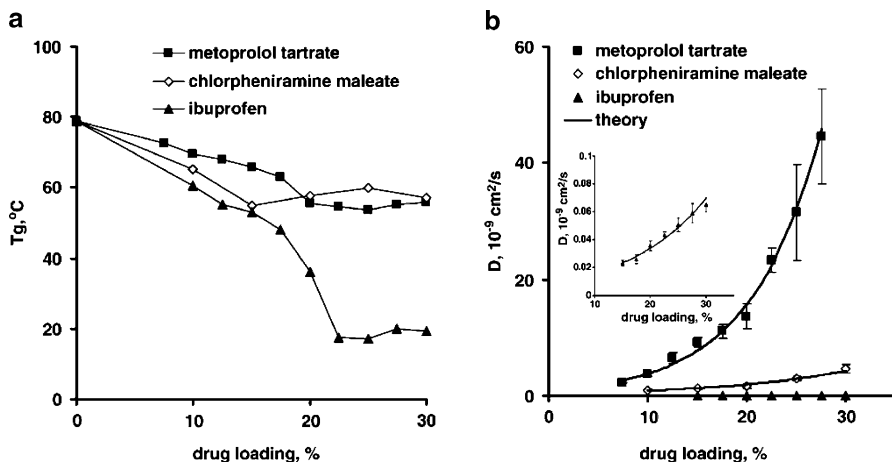 a
100
80
60
40
20
0
Tg,°C
metoprolol tartrate
chlorpheniramine maleate
ibuprofen
0 10 20 30
drug loading, %
b
60
40
20
0
D, 10⁻⁹ cm²/s
metoprolol tartrate
chlorpheniramine maleate
ibuprofen
theory
0.1
0.08
0.06
0.04
0.02
0
D, 10⁻⁹ cm²/s
10 20 30
drug loading, %
0 10 20 30
drug loading, %